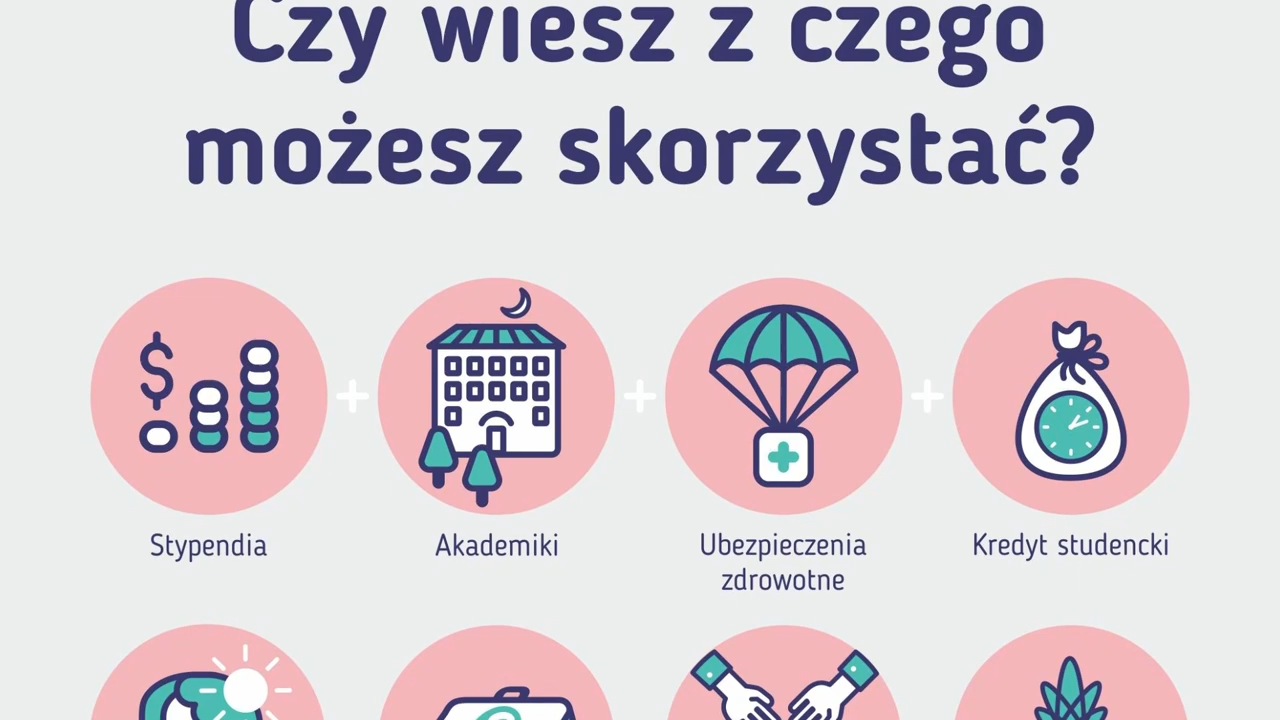 Czy wiesz z czego
możesz skorzystać?
Stypendia
Akademiki
Ubezpieczenia
zdrowotne
Kredyt studencki